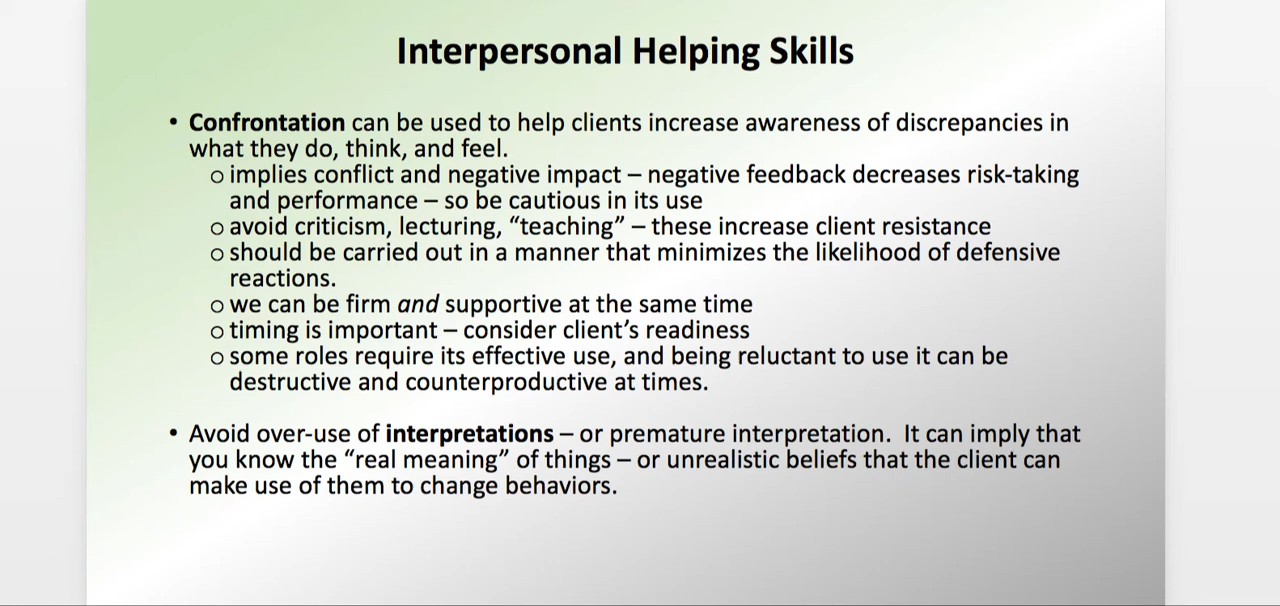 Interpersonal Helping Skills
• Confrontation can be used to help clients increase awareness of discrepancies in
what they do, think, and feel.
o implies conflict and negative impact – negative feedback decreases risk-taking
and performance – so be cautious in its use
o avoid criticism, lecturing, “teaching” – these increase client resistance
o should be carried out in a manner that minimizes the likelihood of defensive
reactions.
o we can be firm and supportive at the same time
o timing is important – consider client’s readiness
o some roles require its effective use, and being reluctant to use it can be
destructive and counterproductive at times.
• Avoid over-use of interpretations – or premature interpretation.  It can imply that
you know the “real meaning” of things – or unrealistic beliefs that the client can
make use of them to change behaviors.